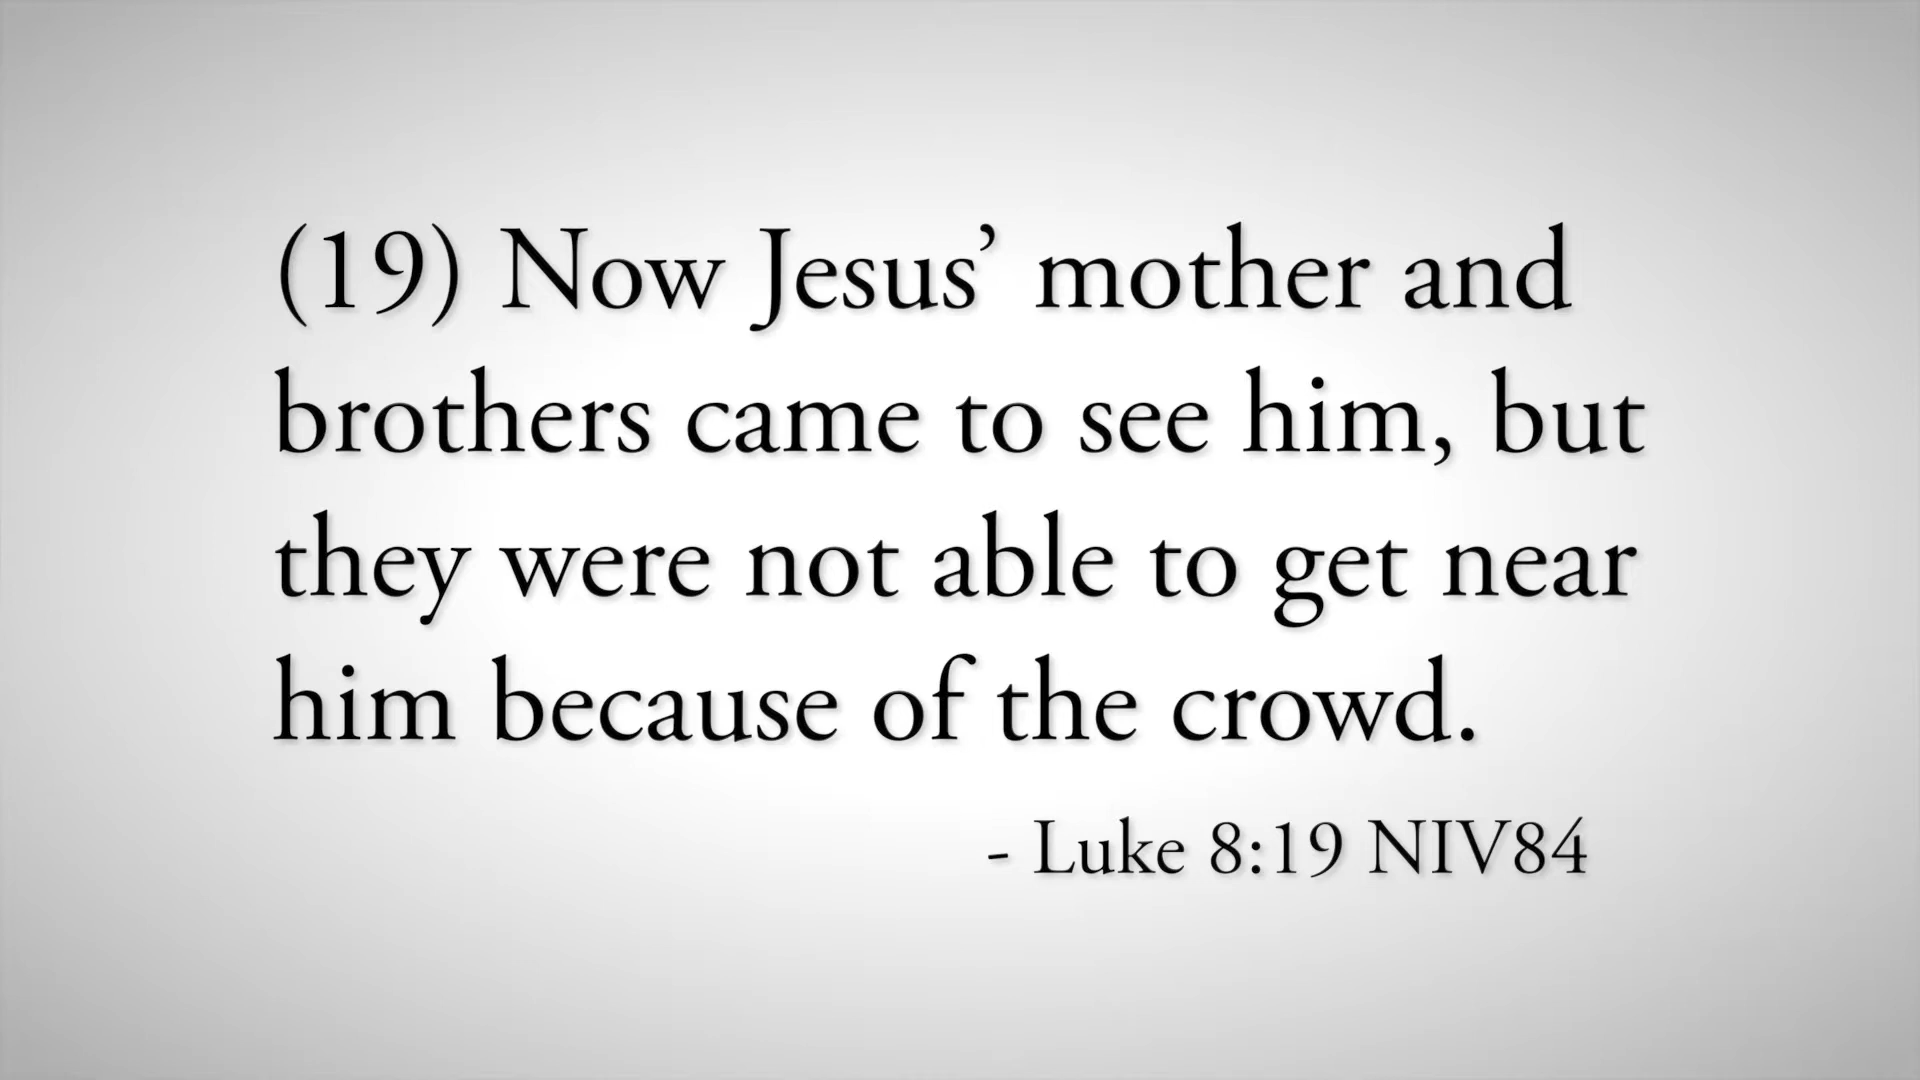 (19) Now Jesus’ mother and
brothers came to see him, but
they were not able to get near
him because of the crowd.
- Luke 8:19 NIV84